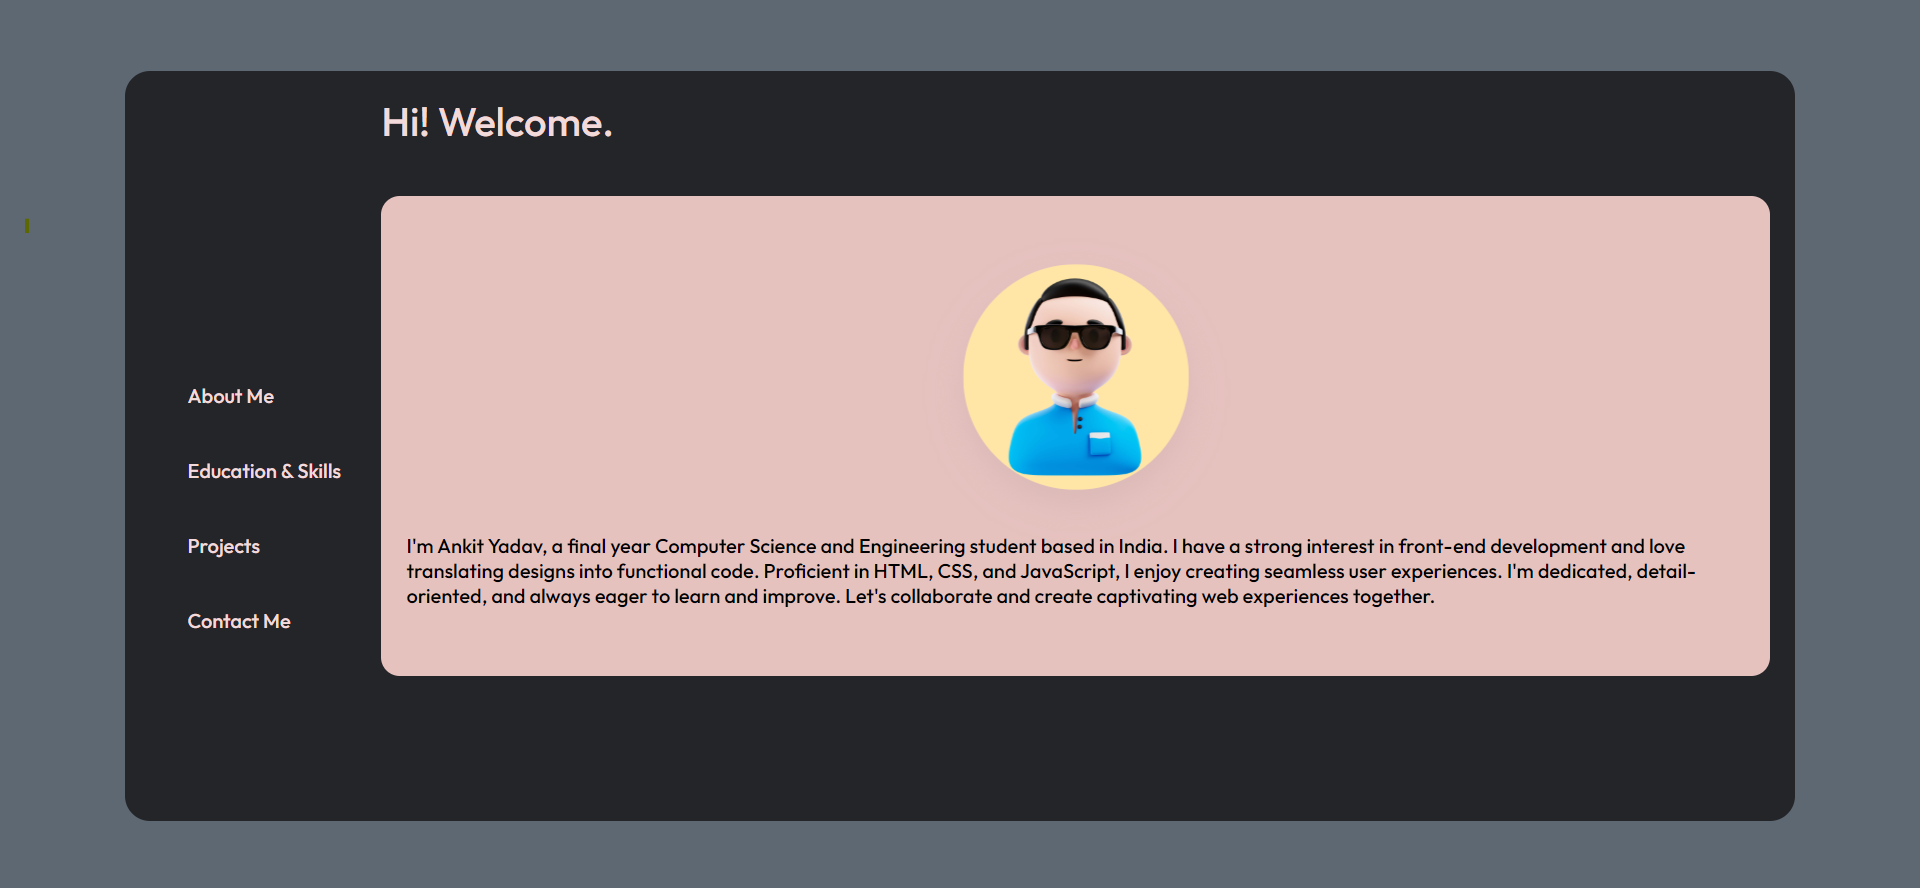 Hi! Welcome.
About Me
Education & Skills
Projects
Contact Me
I'm Ankit Yadav, a final year Computer Science and Engineering student based in India. I have a strong interest in front-end development and love
translating designs into functional code. Proficient in HTML, CSS, and JavaScript, I enjoy creating seamless user experiences. I'm dedicated, detail-
oriented, and always eager to learn and improve. Let's collaborate and create captivating web experiences together.